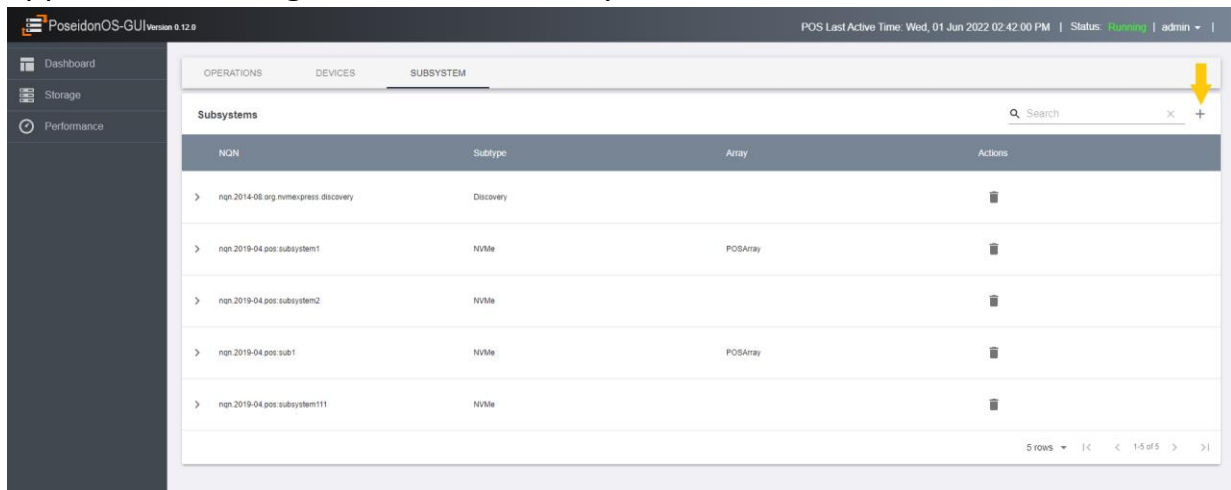 PoseidonOS-GUI Version 0.12.0
POS Last Active Time: Wed, 01 Jun 2022 02:42:00 PM | Status: Running | admin |
Dashboard
Storage
Performance
OPERATIONS DEVICES SUBSYSTEM
Subsystems
Search
NQN Subtype Array Actions
nqn.2014-08.org.nvmexpress.discovery Discovery
nqn.2019-04.pos:subsystem1 NVMe POSArray
nqn.2019-04.pos:subsystem2 NVMe
nqn.2019-04.pos:sub1 NVMe POSArray
nqn.2019-04.pos:subsystem111 NVMe
5 rows 1-5 of 5